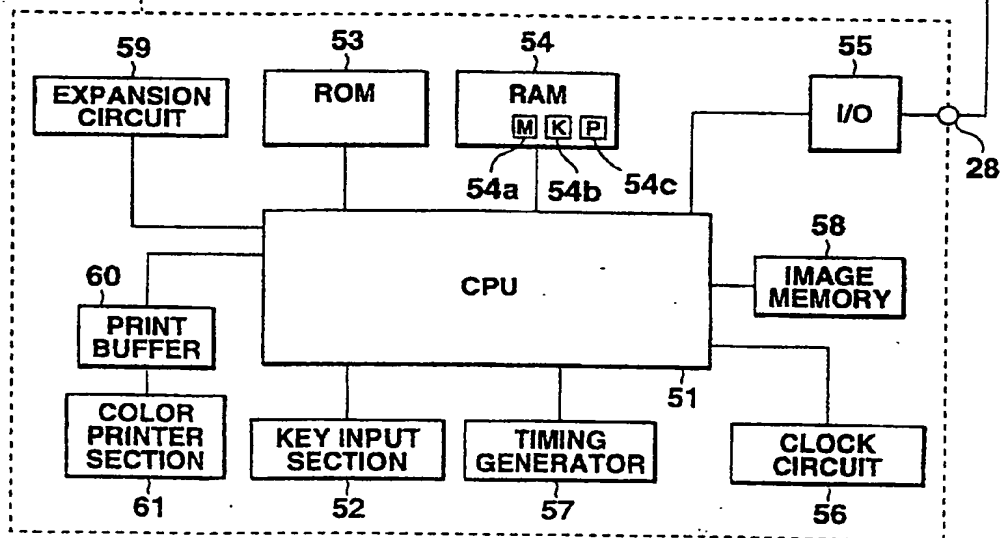 59
EXPANSION
CIRCUIT
53
ROM
54
RAM
M K P
54a
54b
54c
55
I/O
28
CPU
51
58
IMAGE
MEMORY
60
PRINT
BUFFER
COLOR
PRINTER
SECTION
61
KEY INPUT
SECTION
52
TIMING
GENERATOR
57
CLOCK
CIRCUIT
56